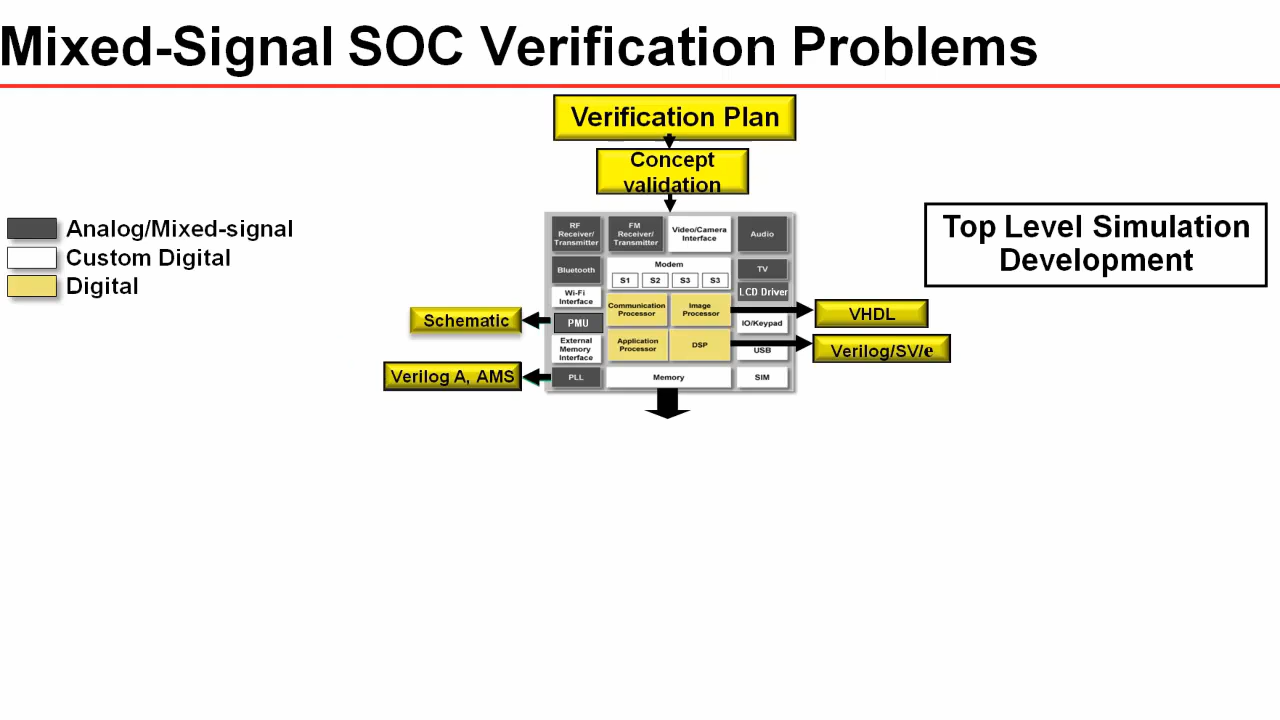 Mixed-Signal SOC Verification Problems
Verification Plan
Concept
validation
Analog/Mixed-signal
Custom Digital
Digital
Top Level Simulation
Development
RF
Receiver/
Transmitter
FM
Receiver/
Transmitter
Video/Camera
Interface
Audio
Bluetooth
Modem
S1 S2 S3 S3
TV
LCD Driver
Wi-Fi
Interface
Communication
Processor
Image
Processor
Schematic
PMU
IO/Keypad
VHDL
External
Memory
Interface
Application
Processor
DSP
USB
Verilog/SV/e
Verilog A, AMS
PLL
Memory
SIM